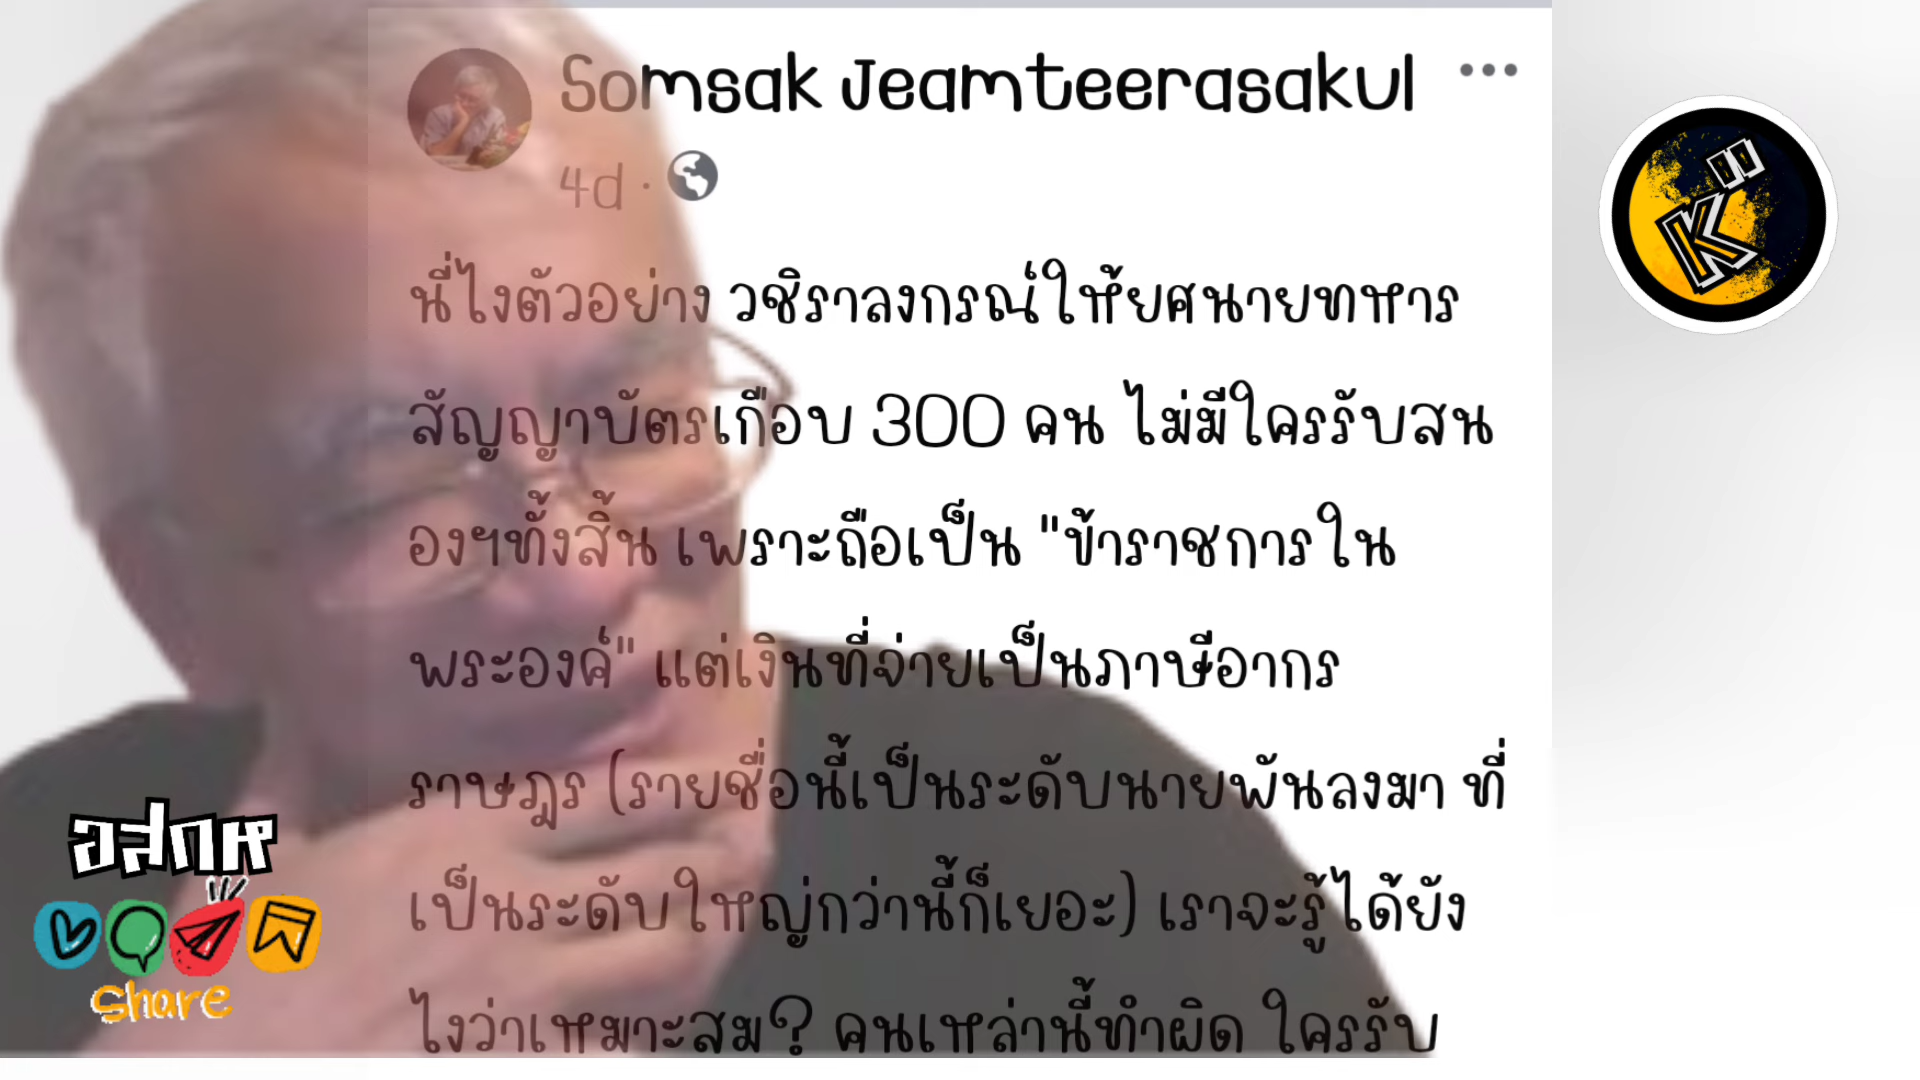 Somsak Jeamteerasakul
4d
นี่ไงตัวอย่าง วชิราลงกรณ์ให้ยศนายทหาร
สัญญาบัตรเกือบ 300 คน ไม่มีใครรับสน
องฯทั้งสิ้น เพราะถือเป็น "ข้าราชการใน
พระองค์" แต่เงินที่จ่ายเป็นภาษีอากร
ราษฎร (รายชื่อนี้เป็นระดับนายพันลงมา ที่
เป็นระดับใหญ่กว่านี้ก็เยอะ) เราจะรู้ได้ยัง
ไงว่าเหมาะสม? คนเหล่านี้ทำผิด ใครรับ
K"
อสกห
share